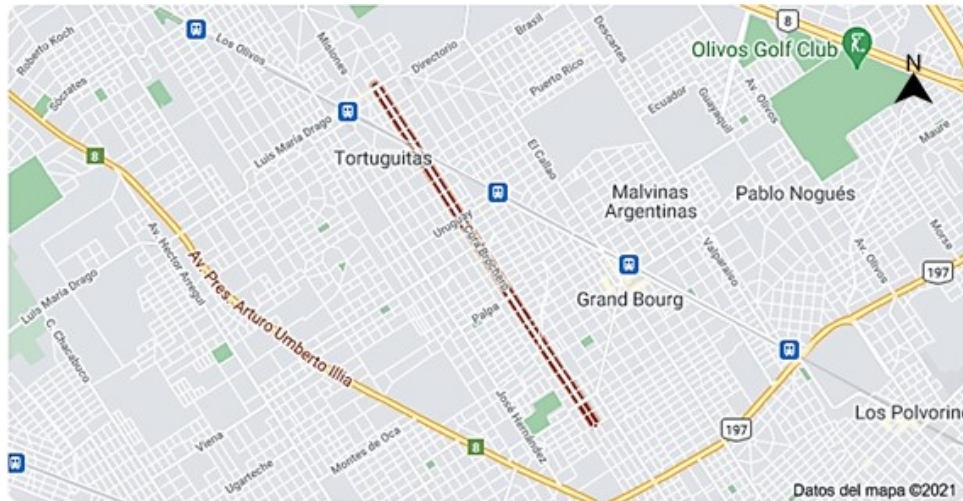 Roberto Koch
Sócrates
Los Olivos
Misiones
Directorio
Brasil
Descartes
8
Olivos Golf Club
N
Puerto Rico
Ecuador
Guayaquil
Av. Olivos
Maure
Luis María Drago
8
Tortuguitas
El Callao
Malvinas
Argentinas
Pablo Nogués
Uruguay
Cura Brochero
Av. Hector Arregui
Av. Pres. Arturo Umberto Illia
Valparaíso
Av. Olivos
Morse
197
Luis María Drago
C. Chacabuco
Palpa
Grand Bourg
José Hernández
Los Polvorine
197
Viena
Montes de Oca
8
Ugarteche
Datos del mapa ©2021